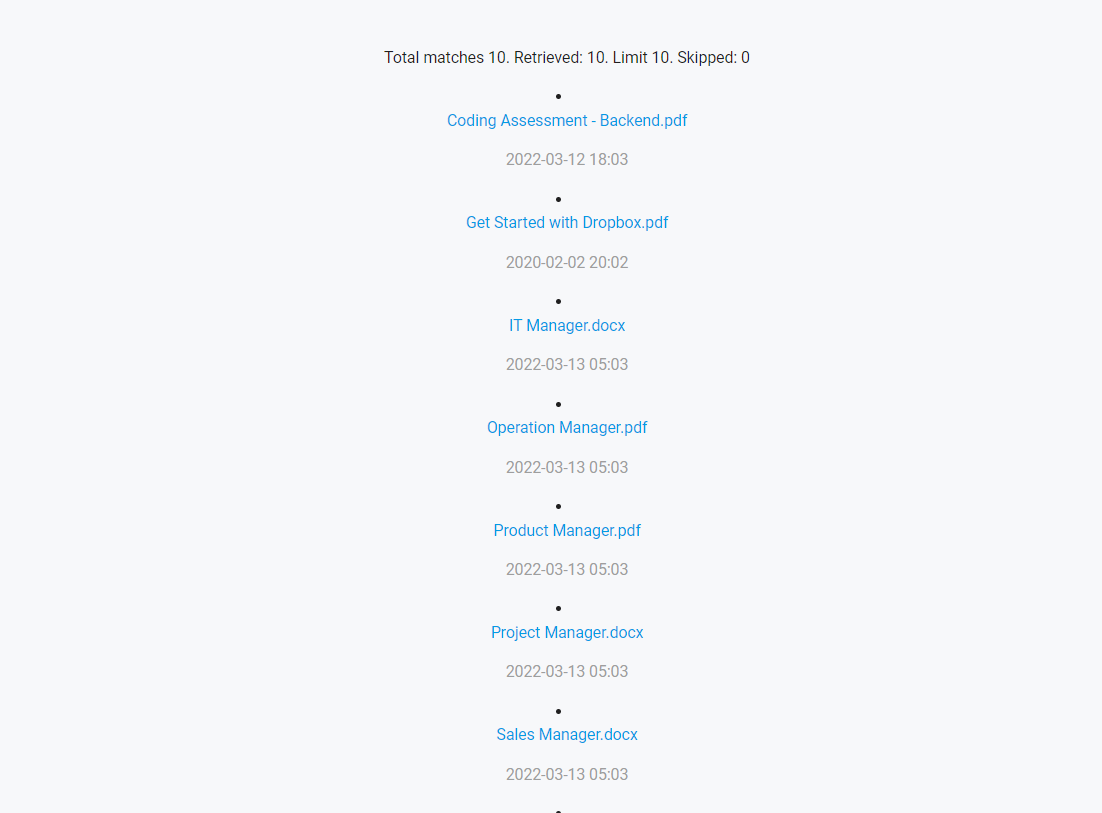 Total matches 10. Retrieved: 10. Limit 10. Skipped: 0
Coding Assessment - Backend.pdf
2022-03-12 18:03
Get Started with Dropbox.pdf
2020-02-02 20:02
IT Manager.docx
2022-03-13 05:03
Operation Manager.pdf
2022-03-13 05:03
Product Manager.pdf
2022-03-13 05:03
Project Manager.docx
2022-03-13 05:03
Sales Manager.docx
2022-03-13 05:03